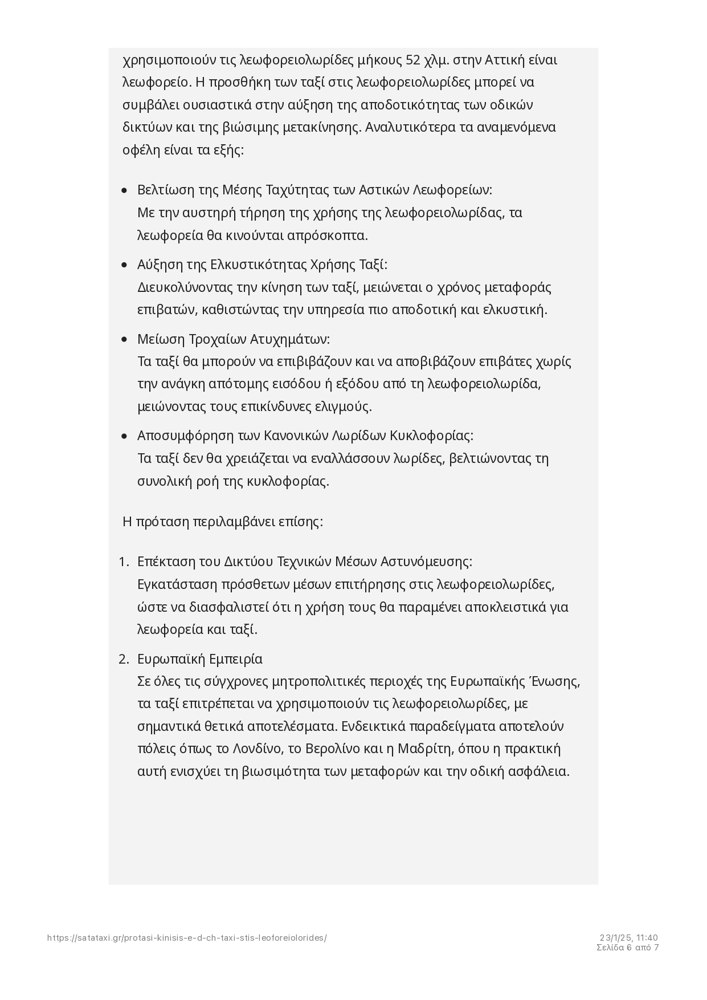 χρησιμοποιούν τις λεωφορειολωρίδες μήκους 52 χλμ. στην Αττική είναι
λεωφορείο. Η προσθήκη των ταξί στις λεωφορειολωρίδες μπορεί να
συμβάλει ουσιαστικά στην αύξηση της αποδοτικότητας των οδικών
δικτύων και της βιώσιμης μετακίνησης. Αναλυτικότερα τα αναμενόμενα
οφέλη είναι τα εξής:
• Βελτίωση της Μέσης Ταχύτητας των Αστικών Λεωφορείων:
Με την αυστηρή τήρηση της χρήσης της λεωφορειολωρίδας, τα
λεωφορεία θα κινούνται απρόσκοπτα.
• Αύξηση της Ελκυστικότητας Χρήσης Ταξί:
Διευκολύνοντας την κίνηση των ταξί, μειώνεται ο χρόνος μεταφοράς
επιβατών, καθιστώντας την υπηρεσία πιο αποδοτική και ελκυστική.
• Μείωση Τροχαίων Ατυχημάτων:
Τα ταξί θα μπορούν να επιβιβάζουν και να αποβιβάζουν επιβάτες χωρίς
την ανάγκη απότομης εισόδου ή εξόδου από τη λεωφορειολωρίδα,
μειώνοντας τους επικίνδυνες ελιγμούς.
• Αποσυμφόρηση των Κανονικών Λωρίδων Κυκλοφορίας:
Τα ταξί δεν θα χρειάζεται να εναλλάσσουν λωρίδες, βελτιώνοντας τη
συνολική ροή της κυκλοφορίας.
Η πρόταση περιλαμβάνει επίσης:
1. Επέκταση του Δικτύου Τεχνικών Μέσων Αστυνόμευσης:
Εγκατάσταση πρόσθετων μέσων επιτήρησης στις λεωφορειολωρίδες,
ώστε να διασφαλιστεί ότι η χρήση τους θα παραμένει αποκλειστικά για
λεωφορεία και ταξί.
2. Ευρωπαϊκή Εμπειρία
Σε όλες τις σύγχρονες μητροπολιτικές περιοχές της Ευρωπαϊκής Ένωσης,
τα ταξί επιτρέπεται να χρησιμοποιούν τις λεωφορειολωρίδες, με
σημαντικά θετικά αποτελέσματα. Ενδεικτικά παραδείγματα αποτελούν
πόλεις όπως το Λονδίνο, το Βερολίνο και η Μαδρίτη, όπου η πρακτική
αυτή ενισχύει τη βιωσιμότητα των μεταφορών και την οδική ασφάλεια.
https://satataxi.gr/protasi-kinisis-e-d-ch-taxi-stis-leoforeiolorides/
23/1/25, 11:40
Σελίδα 6 από 7